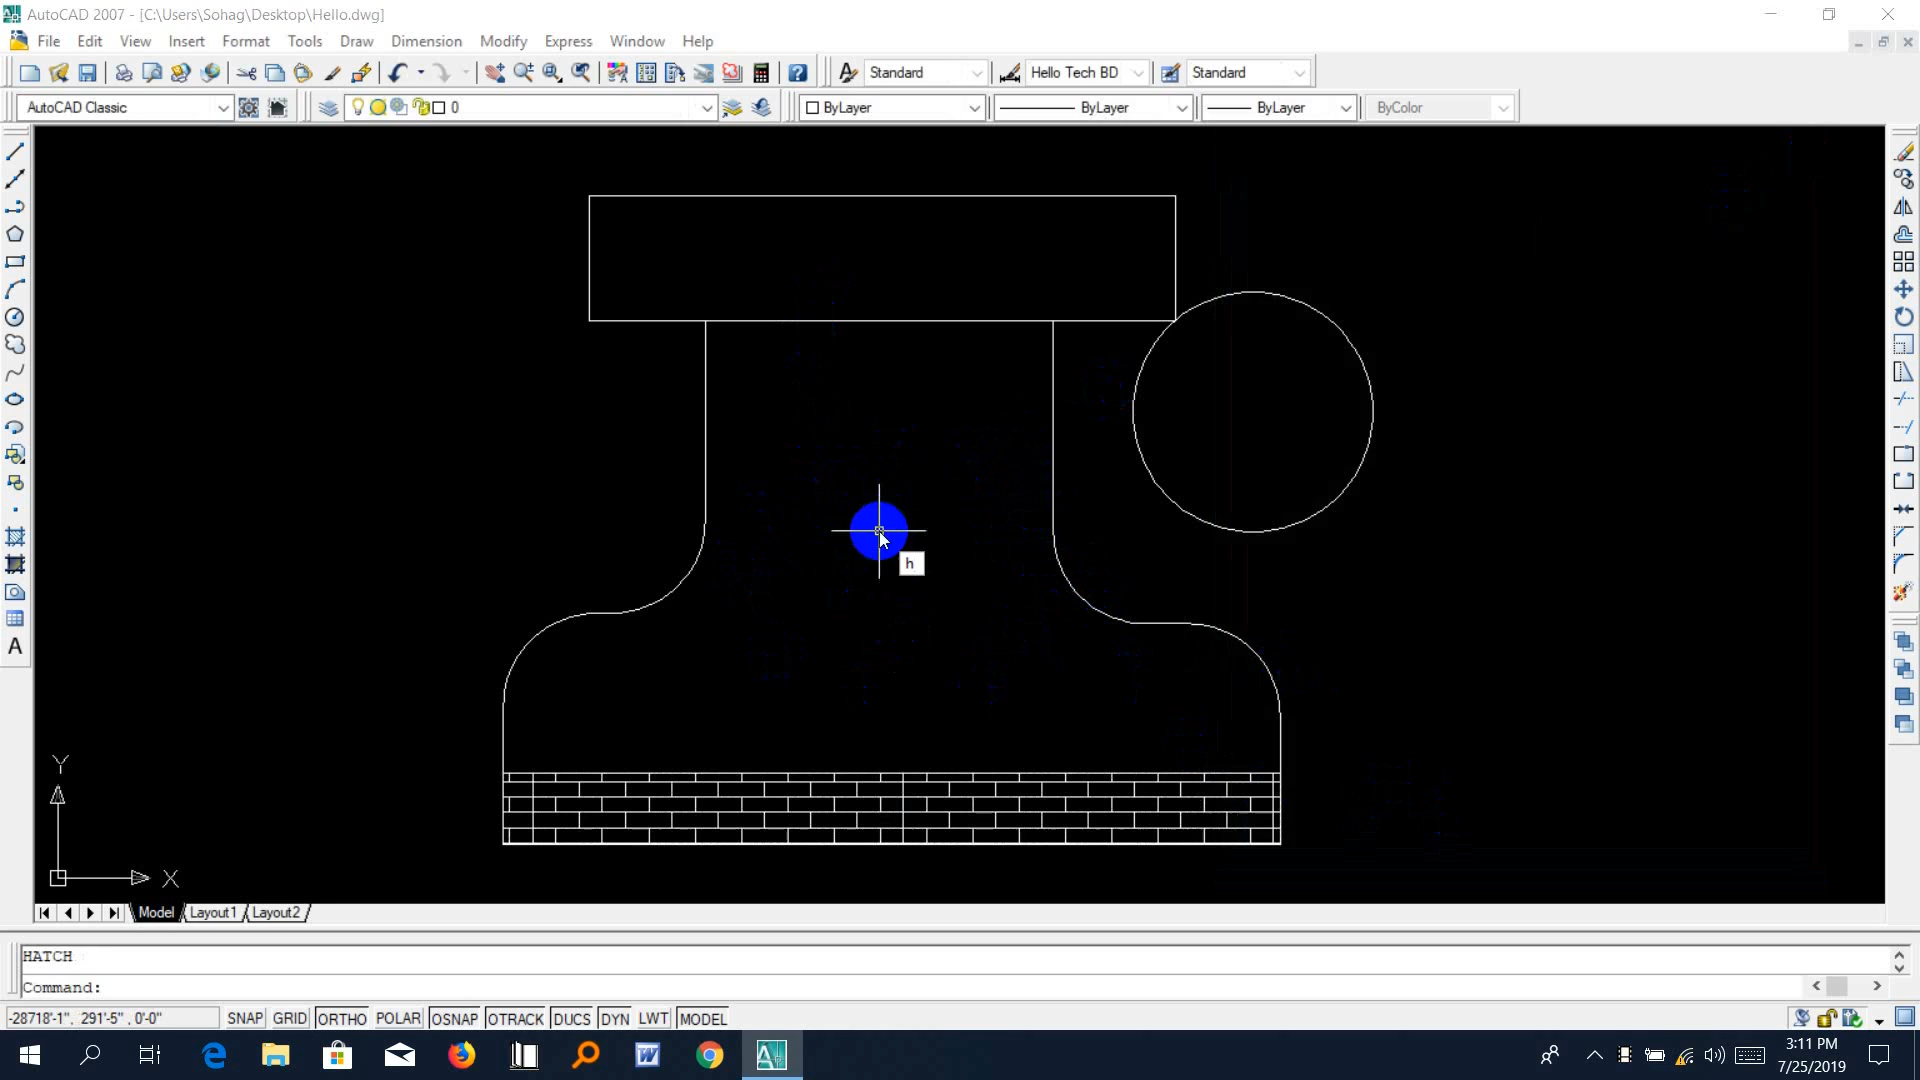 AutoCAD 2007 - [C:\Users\Sohag\Desktop\Hello.dwg]
File Edit View Insert Format Tools Draw Dimension Modify Express Window Help
Standard Hello Tech BD Standard
AutoCAD Classic 0 ByLayer ByLayer ByLayer ByColor
A
h
Y
X
Model Layout1 Layout2
HATCH
Command:
-28718'-1", 291'-5" , 0'-0" SNAP GRID ORTHO POLAR OSNAP OTRACK DUCS DYN LWT MODEL
3:11 PM
7/25/2019